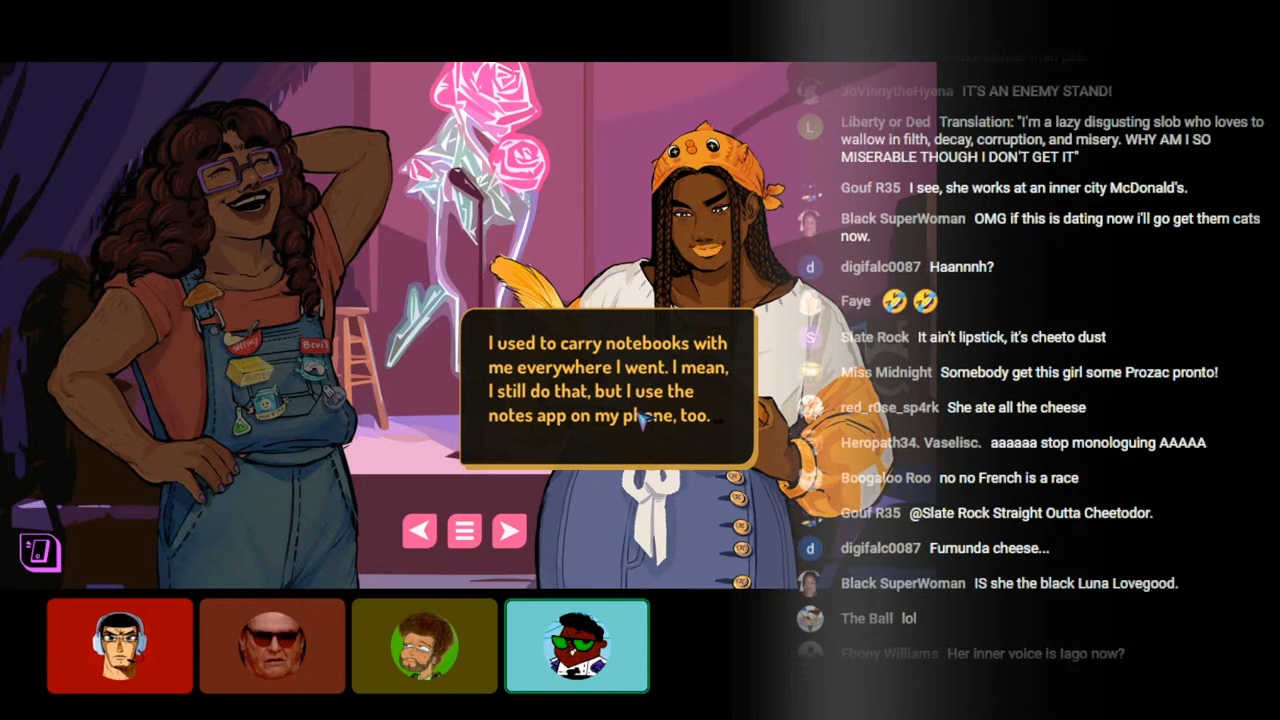 JoVinnytheHyena IT'S AN ENEMY STAND!
Liberty or Ded Translation: "I'm a lazy disgusting slob who loves to
wallow in filth, decay, corruption, and misery. WHY AM I SO
MISERABLE THOUGH I DON'T GET IT"
Gouf R35 I see, she works at an inner city McDonald's.
Black SuperWoman OMG if this is dating now i'll go get them cats
now.
digifalc0087 Haannnh?
Faye 🤣 🤣
Slate Rock It ain't lipstick, it's cheeto dust
Miss Midnight Somebody get this girl some Prozac pronto!
red_r0se_sp4rk She ate all the cheese
Heropath34. Vaselisc. aaaaaa stop monologuing AAAAA
Boogaloo Roo no no French is a race
Gouf R35 @Slate Rock Straight Outta Cheetodor.
digifalc0087 Fumunda cheese...
Black SuperWoman IS she the black Luna Lovegood.
The Ball lol
Ebony Williams Her inner voice is Iago now?
I used to carry notebooks with
me everywhere I went. I mean,
I still do that, but I use the
notes app on my phone, too...
L
d
S
d